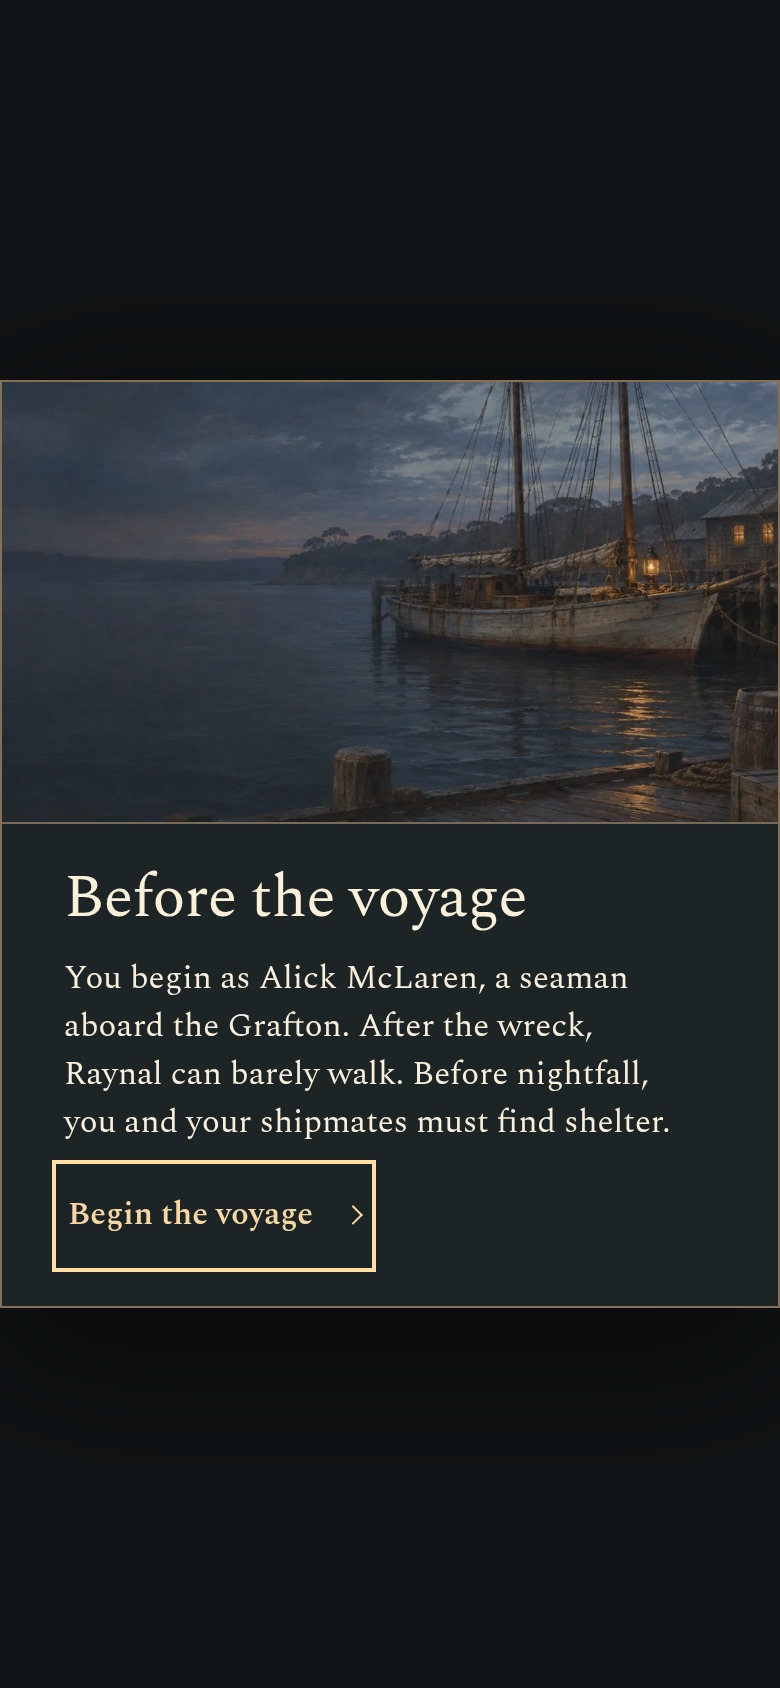 Before the voyage
You begin as Alick McLaren, a seaman
aboard the Grafton. After the wreck,
Raynal can barely walk. Before nightfall,
you and your shipmates must find shelter.
Begin the voyage